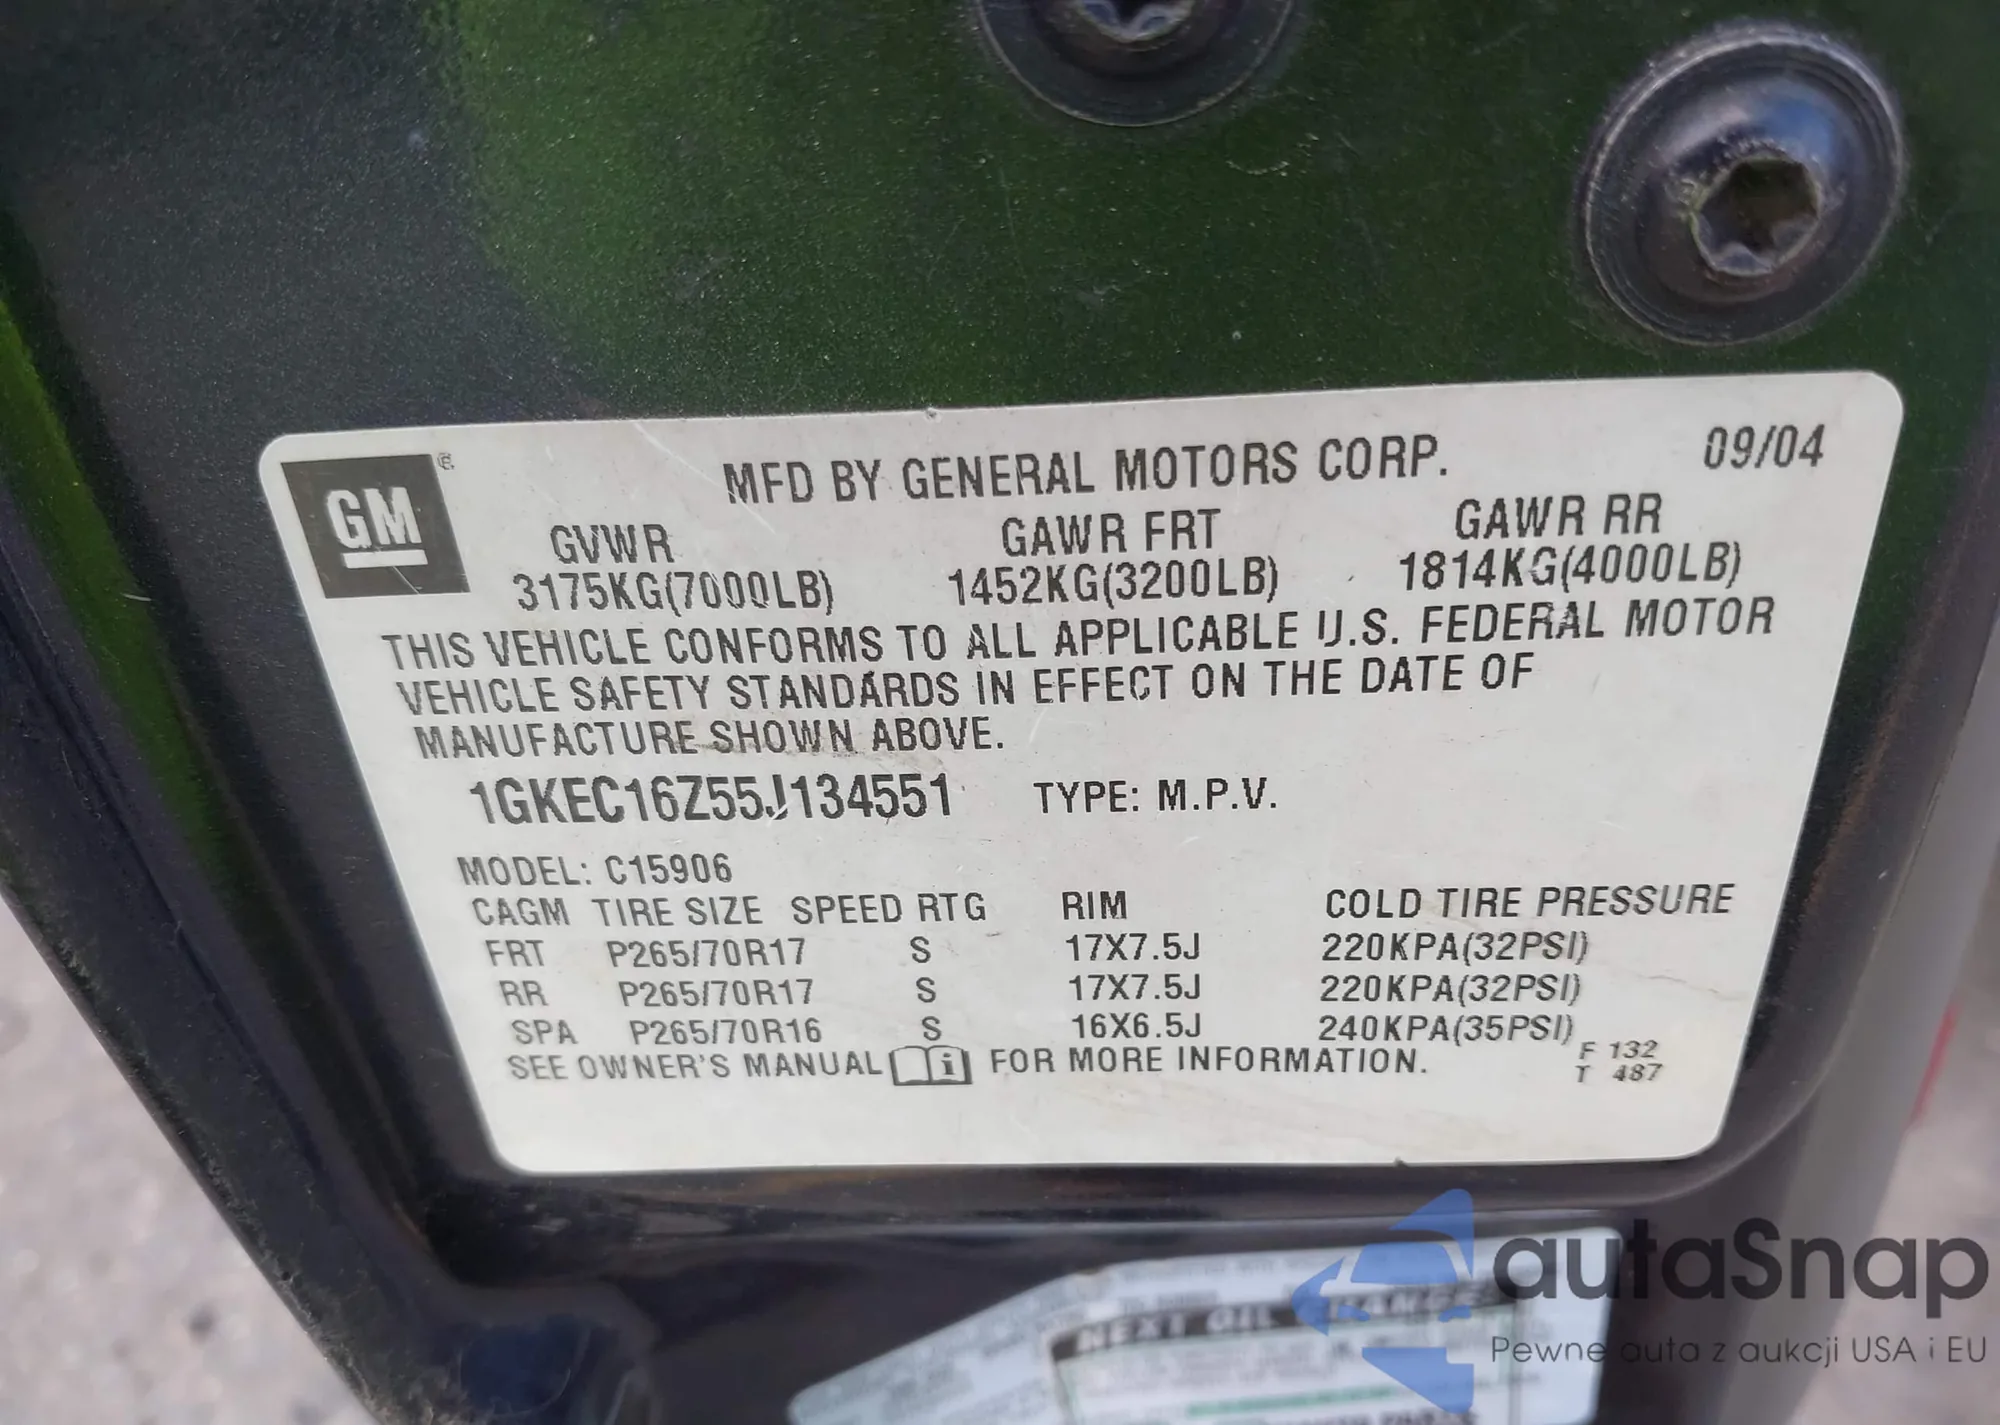 GM®
MFD BY GENERAL MOTORS CORP. 09/04
GVWR GAWR FRT GAWR RR
3175KG(7000LB) 1452KG(3200LB) 1814KG(4000LB)
THIS VEHICLE CONFORMS TO ALL APPLICABLE U.S. FEDERAL MOTOR
VEHICLE SAFETY STANDARDS IN EFFECT ON THE DATE OF
MANUFACTURE SHOWN ABOVE.
1GKEC16Z55J134551 TYPE: M.P.V.
MODEL: C15906
CAGM TIRE SIZE SPEED RTG RIM COLD TIRE PRESSURE
FRT P265/70R17 S 17X7.5J 220KPA(32PSI)
RR P265/70R17 S 17X7.5J 220KPA(32PSI)
SPA P265/70R16 S 16X6.5J 240KPA(35PSI)
SEE OWNER'S MANUAL i FOR MORE INFORMATION.
F 132
T 487
NEXT OIL CHANGE
autaSnap
Pewne auta z aukcji USA i EU